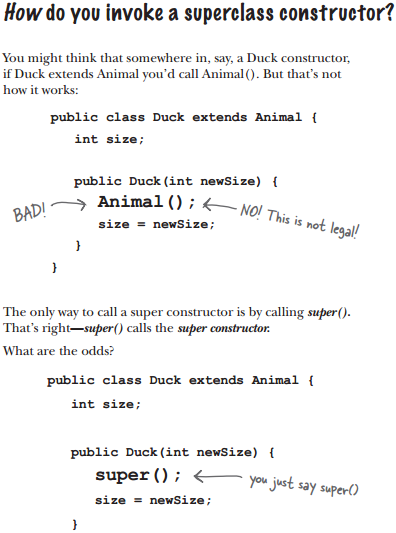 How do you invoke a superclass constructor?
You might think that somewhere in, say, a Duck constructor,
if Duck extends Animal you'd call Animal(). But that's not
how it works:
public class Duck extends Animal {
int size;
public Duck(int newSize) {
BAD! Animal(); NO! This is not legal!
size = newSize;
}
}
The only way to call a super constructor is by calling super().
That's right—super() calls the super constructor.
What are the odds?
public class Duck extends Animal {
int size;
public Duck(int newSize) {
super(); you just say super()
size = newSize;
}